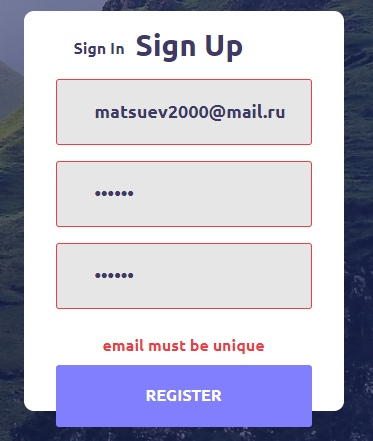 Sign In Sign Up
matsuev2000@mail.ru
••••••
••••••
email must be unique
REGISTER